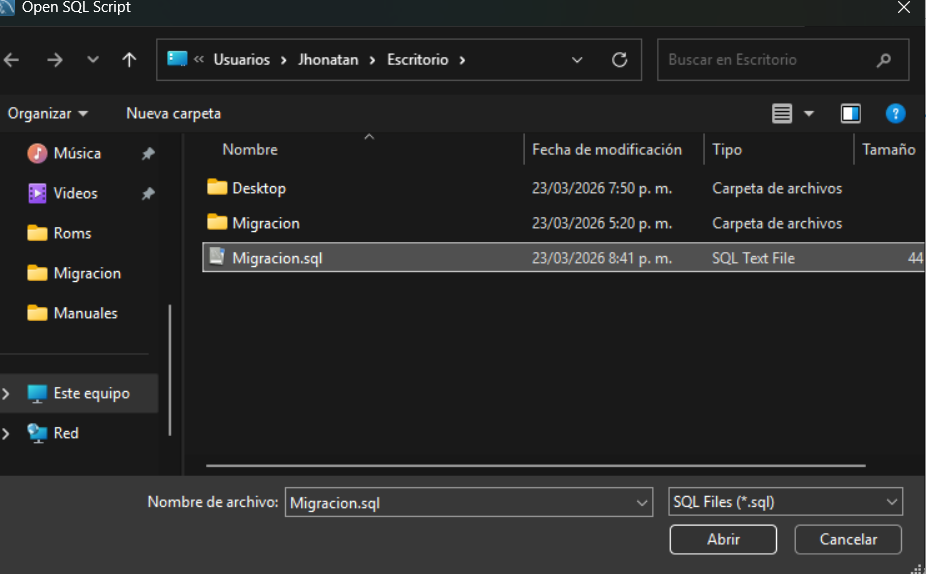 Open SQL Script
« Usuarios › Jhonatan › Escritorio ›
Buscar en Escritorio
Organizar
Nueva carpeta
?
Música
Videos
Roms
Migracion
Manuales
Este equipo
Red
Nombre Fecha de modificación Tipo Tamaño
Desktop 23/03/2026 7:50 p. m. Carpeta de archivos
Migracion 23/03/2026 5:20 p. m. Carpeta de archivos
Migracion.sql 23/03/2026 8:41 p. m. SQL Text File 44
Nombre de archivo: Migracion.sql SQL Files (*.sql)
Abrir Cancelar